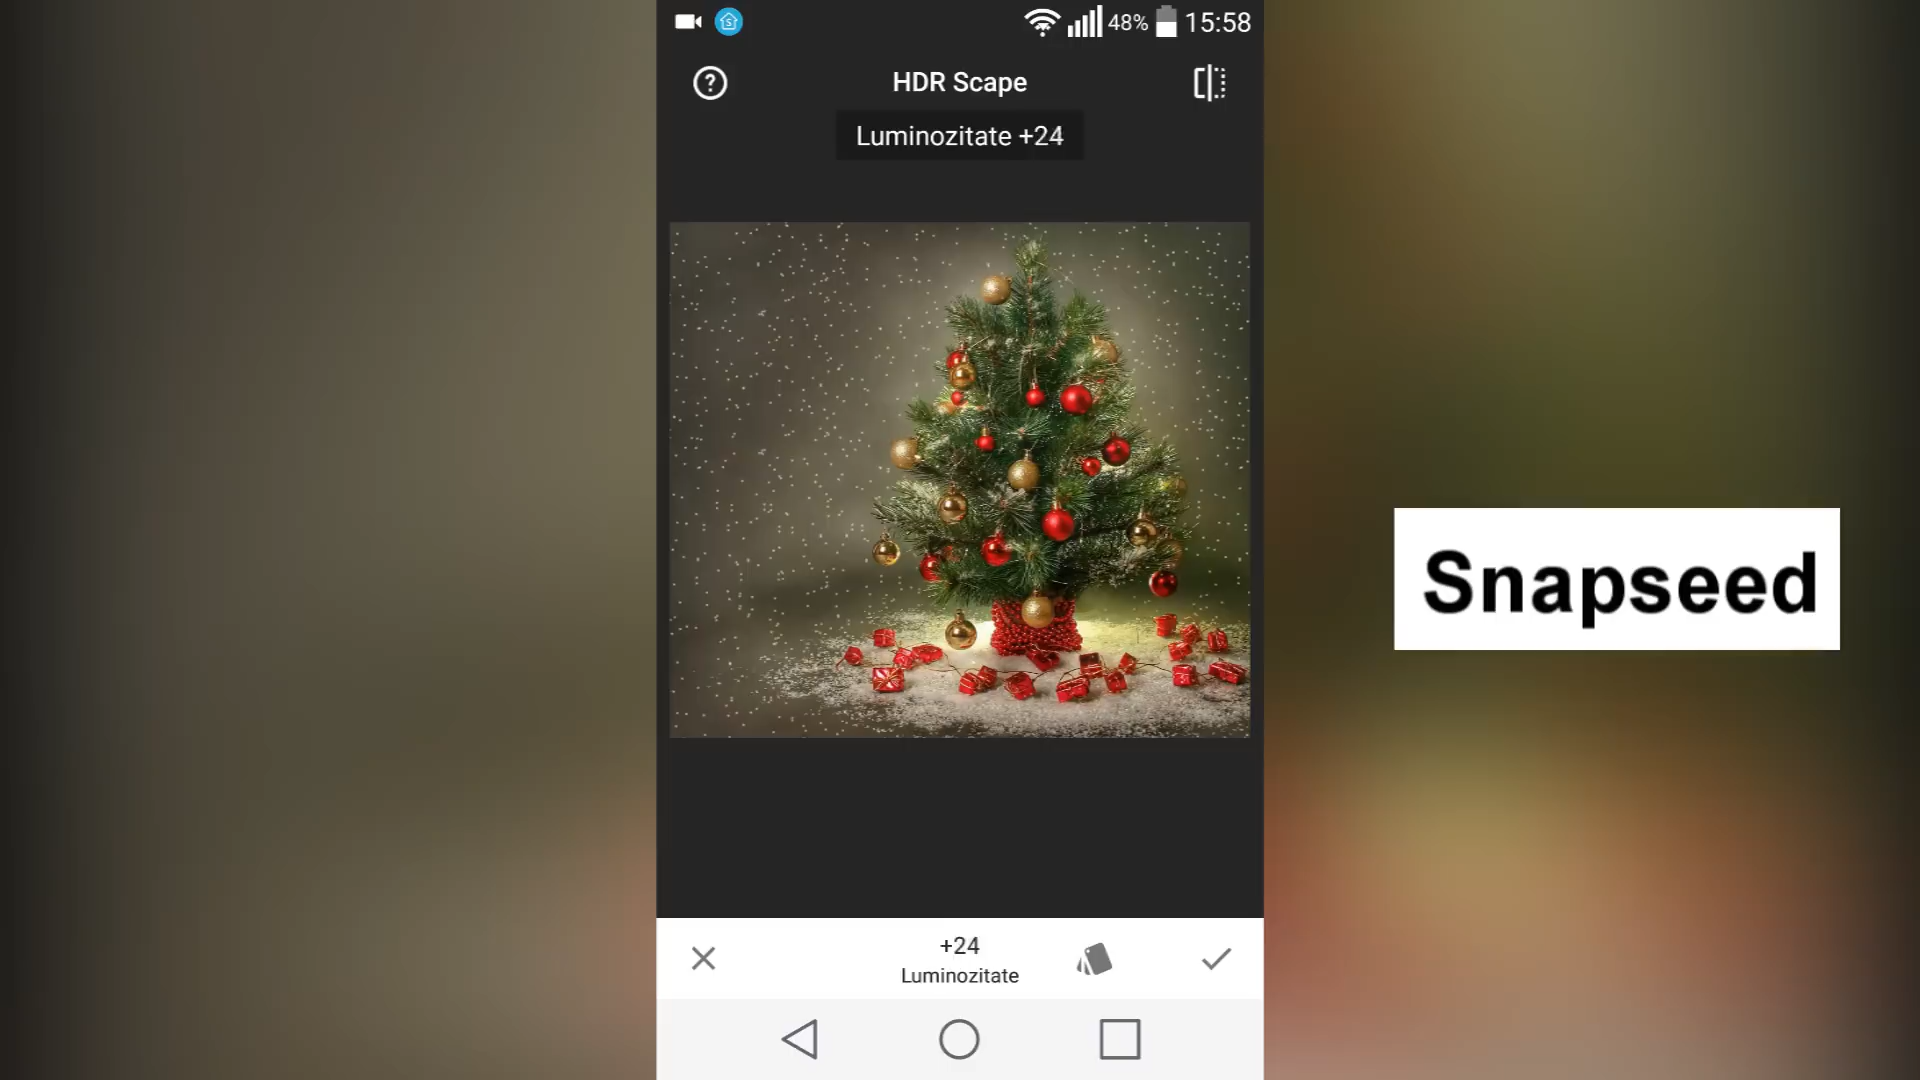 48% 15:58
HDR Scape
Luminozitate +24
Snapseed
+24
Luminozitate